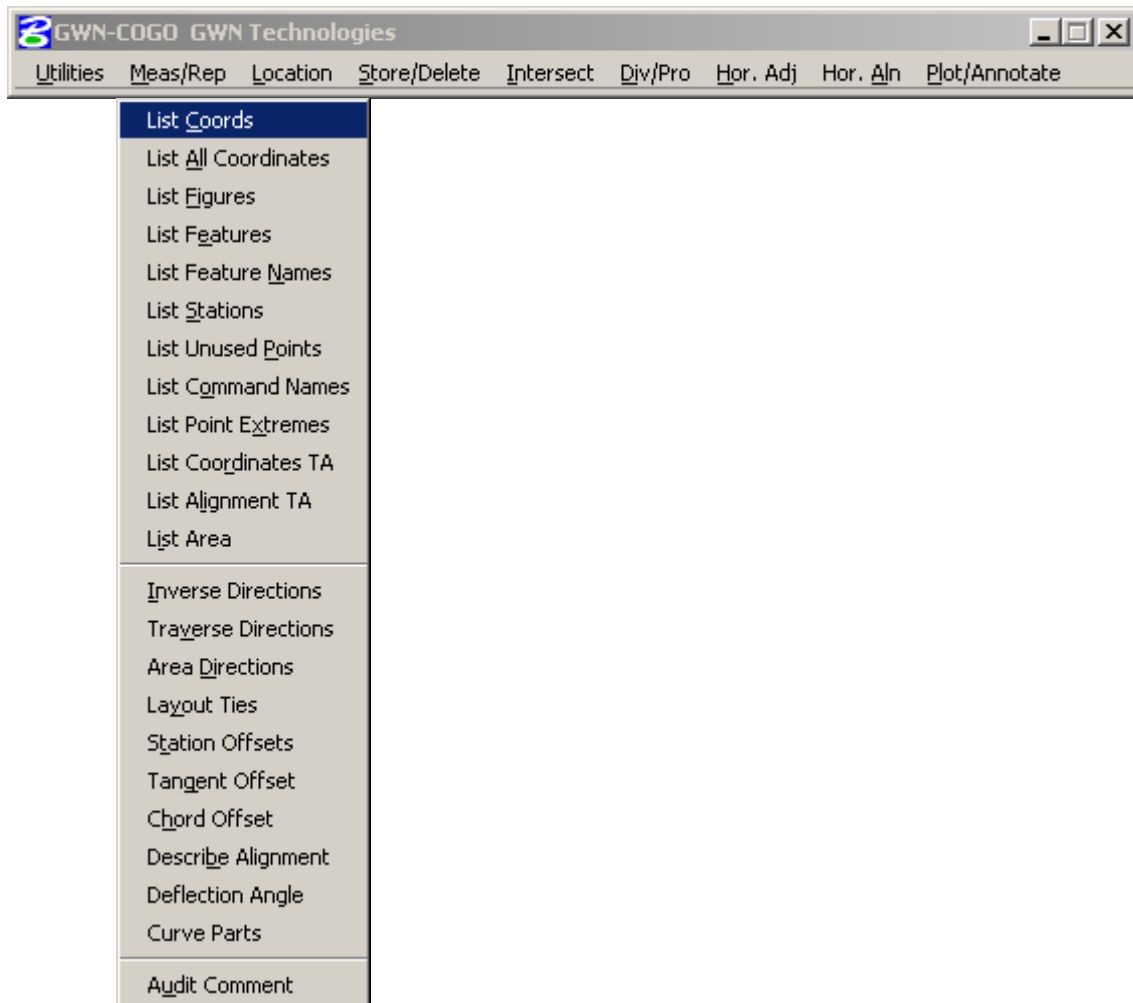 GWN-COGO GWN Technologies
Utilities Meas/Rep Location Store/Delete Intersect Div/Pro Hor. Adj Hor. Aln Plot/Annotate
List Coords
List All Coordinates
List Figures
List Features
List Feature Names
List Stations
List Unused Points
List Command Names
List Point Extremes
List Coordinates TA
List Alignment TA
List Area
Inverse Directions
Traverse Directions
Area Directions
Layout Ties
Station Offsets
Tangent Offset
Chord Offset
Describe Alignment
Deflection Angle
Curve Parts
Audit Comment